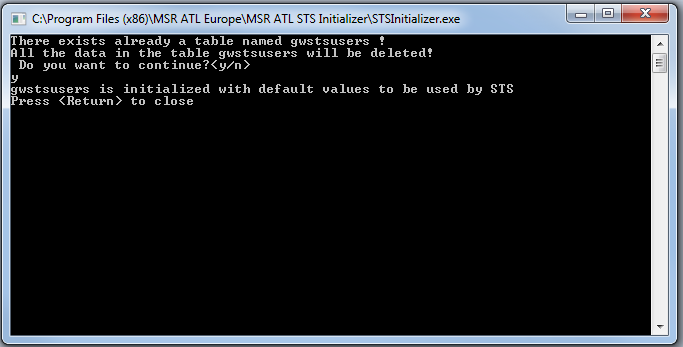 C:\Program Files (x86)\MSR ATL Europe\MSR ATL STS Initializer\STSInitializer.exe
There exists already a table named gwstsusers !
All the data in the table gwstsusers will be deleted!
 Do you want to continue?<y/n>
y
gwstsusers is initialized with default values to be used by STS
Press <Return> to close